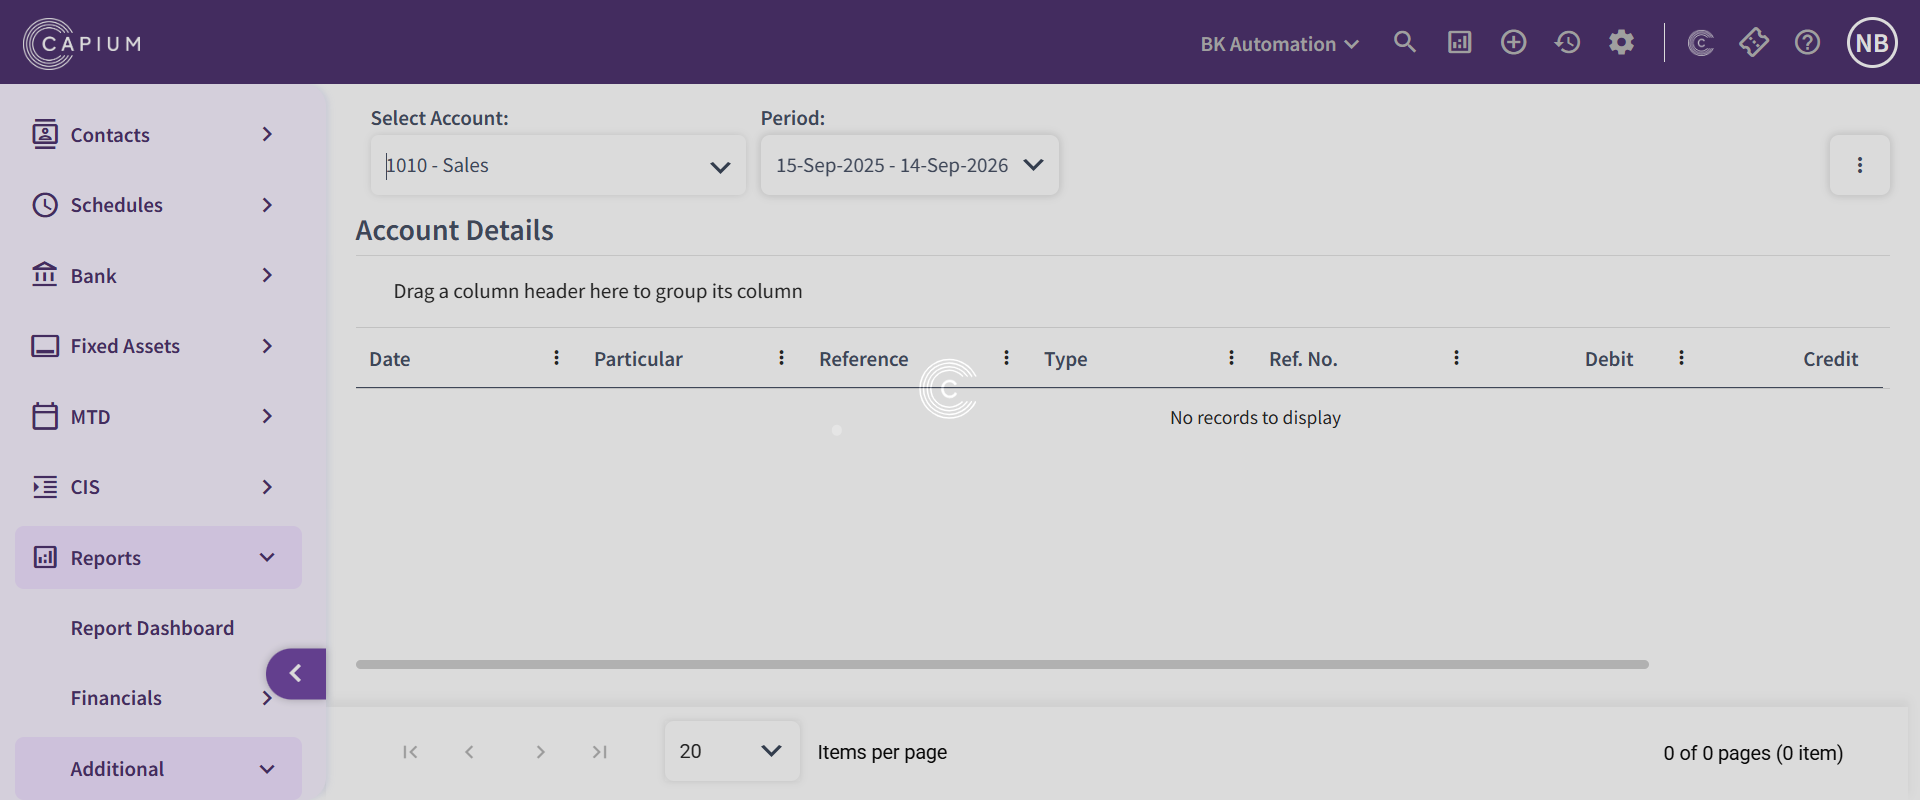 CAPIUM
BK Automation
NB
Contacts
Schedules
Bank
Fixed Assets
MTD
CIS
Reports
Report Dashboard
Financials
Additional
Select Account:
Period:
1010 - Sales
15-Sep-2025 - 14-Sep-2026
Account Details
Drag a column header here to group its column
Date Particular Reference Type Ref. No. Debit Credit
No records to display
20 Items per page
0 of 0 pages (0 item)